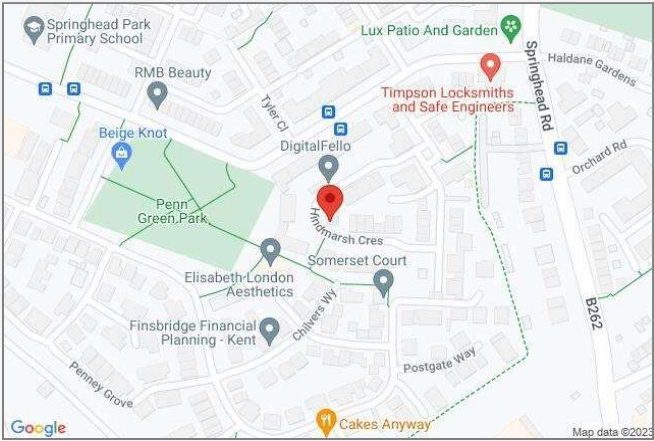 Springhead Park
Primary School
Lux Patio And Garden
RMB Beauty
Timpson Locksmiths
and Safe Engineers
Springhead Rd
Haldane Gardens
Tyler Cl
Beige Knot
DigitalFello
Orchard Rd
Penn
Green Park
Hindmarsh Cres
Somerset Court
Elisabeth London
Aesthetics
Chilvers Wy
B262
Finsbridge Financial
Planning - Kent
Postgate Way
Penney Grove
Cakes Anyway
Google
Map data ©2023